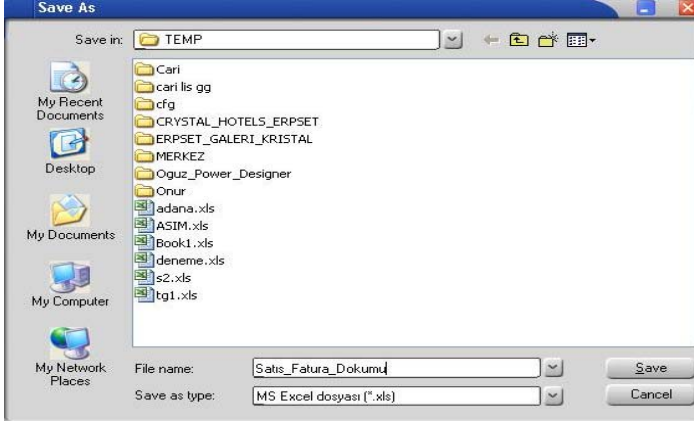 Save As
Save in:
TEMP
My Recent
Documents
Desktop
My Documents
My Computer
My Network
Places
Cari
cari lis gg
cfg
CRYSTAL_HOTELS_ERPSET
ERPSET_GALERI_KRISTAL
MERKEZ
Oguz_Power_Designer
Onur
adana.xls
ASIM.xls
Book1.xls
deneme.xls
s2.xls
tg1.xls
File name:
Satıs_Fatura_Dokumu
Save
Save as type:
MS Excel dosyası (*.xls)
Cancel